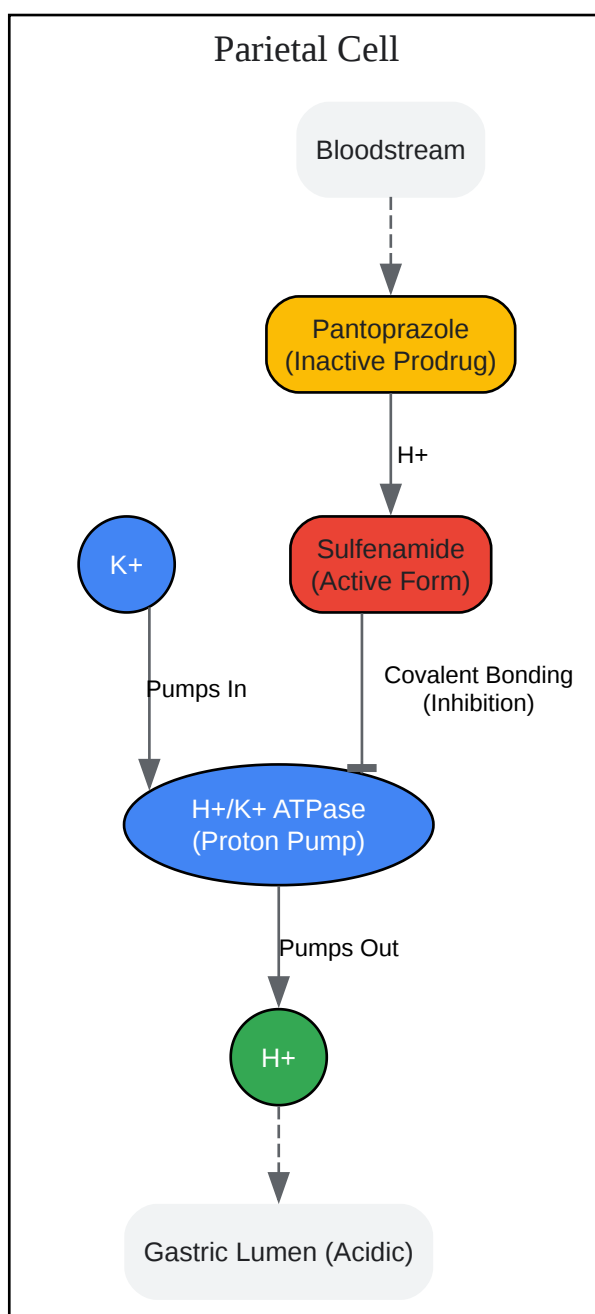 Parietal Cell
Bloodstream
Pantoprazole
(Inactive Prodrug)
H+
K+
Sulfenamide
(Active Form)
Pumps In
Covalent Bonding
(Inhibition)
H+/K+ ATPase
(Proton Pump)
Pumps Out
H+
Gastric Lumen (Acidic)